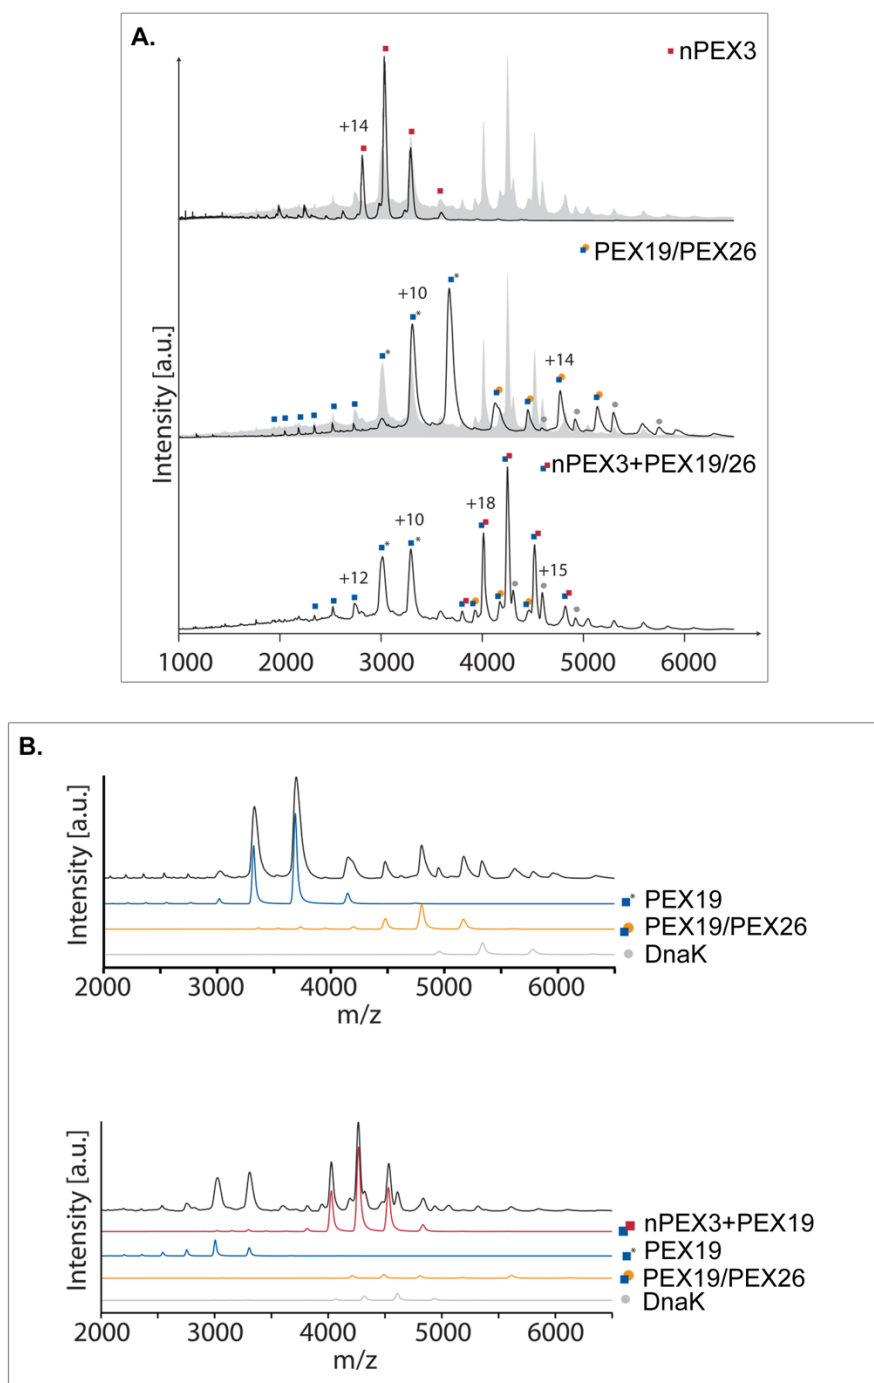 A.
nPEX3
+14
PEX19/PEX26
+10
*
*
*
+14
nPEX3+PEX19/26
+18
+10
*
*
+12
+15
Intensity [a.u.]
1000 2000 3000 4000 5000 6000
B.
Intensity [a.u.]
* PEX19
PEX19/PEX26
DnaK
2000 3000 4000 5000 6000
m/z
Intensity [a.u.]
nPEX3+PEX19
* PEX19
PEX19/PEX26
DnaK
2000 3000 4000 5000 6000
m/z